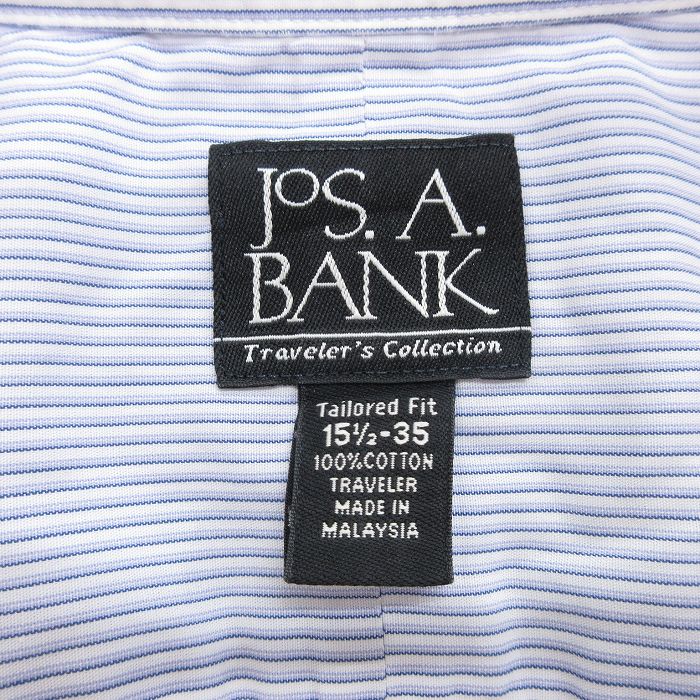 JoS. A.
BANK
Traveler's Collection
Tailored Fit
15½-35
100%COTTON
TRAVELER
MADE IN
MALAYSIA